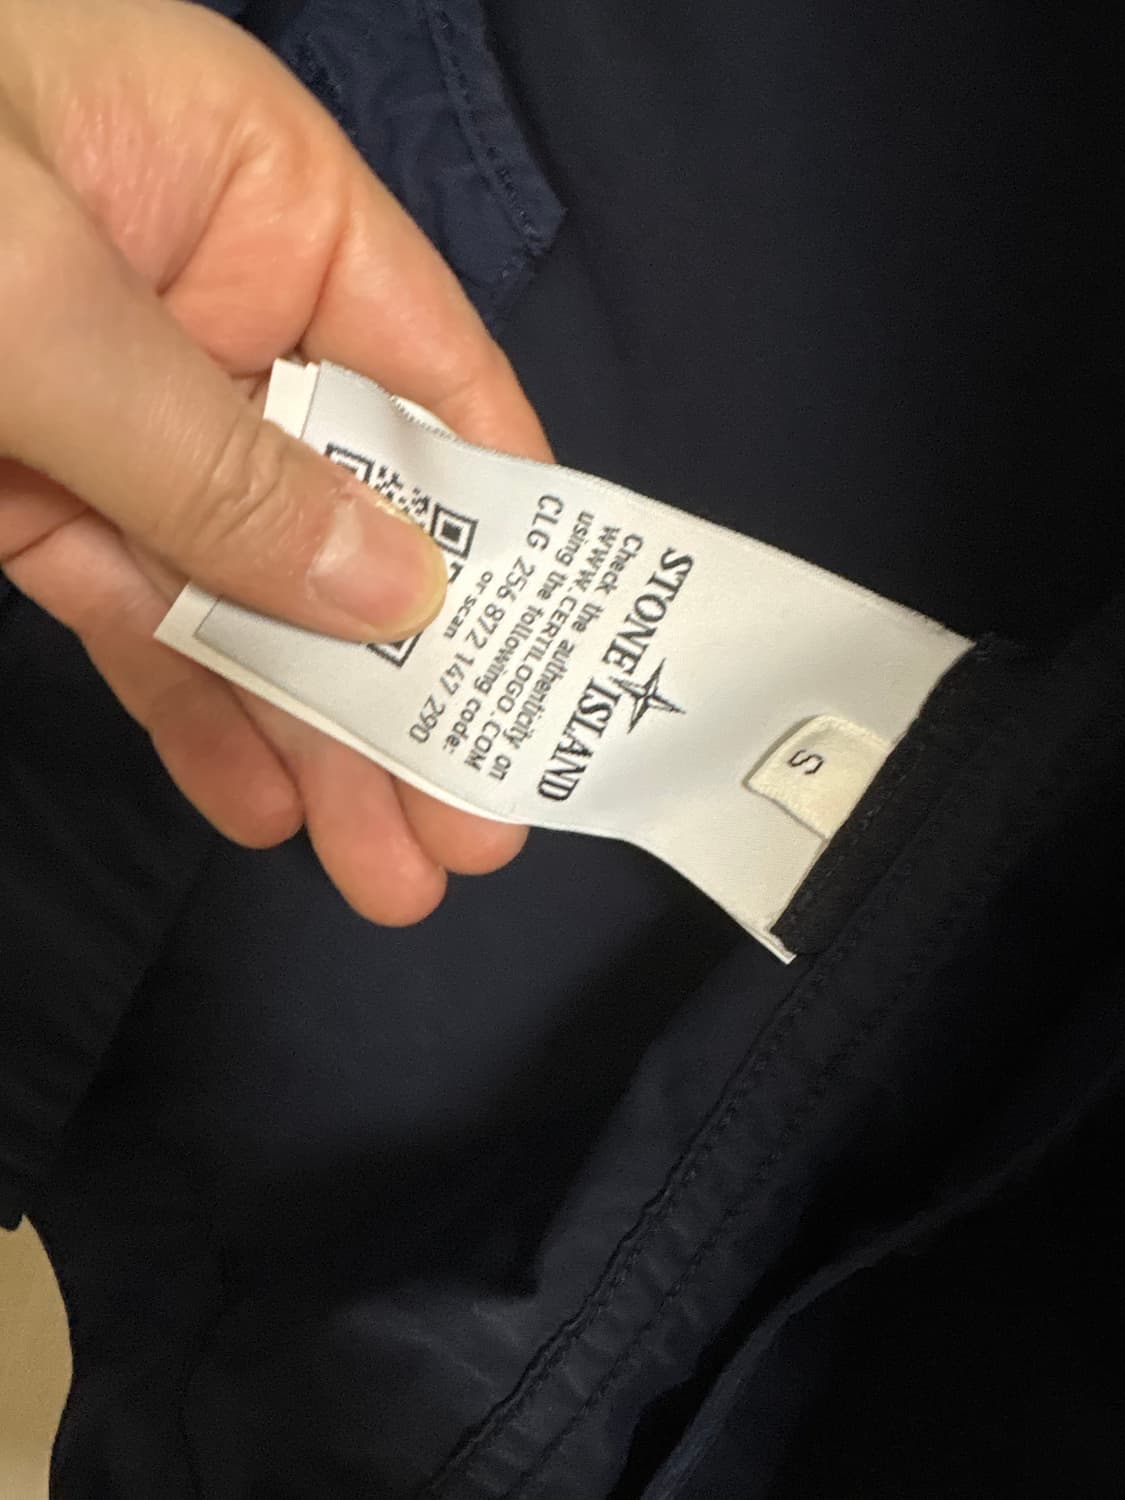 STONE ISLAND
Check the authenticity on
WWW.CERTILOGO.COM
using the following code:
CLG 256 872 147 290
or scan
S